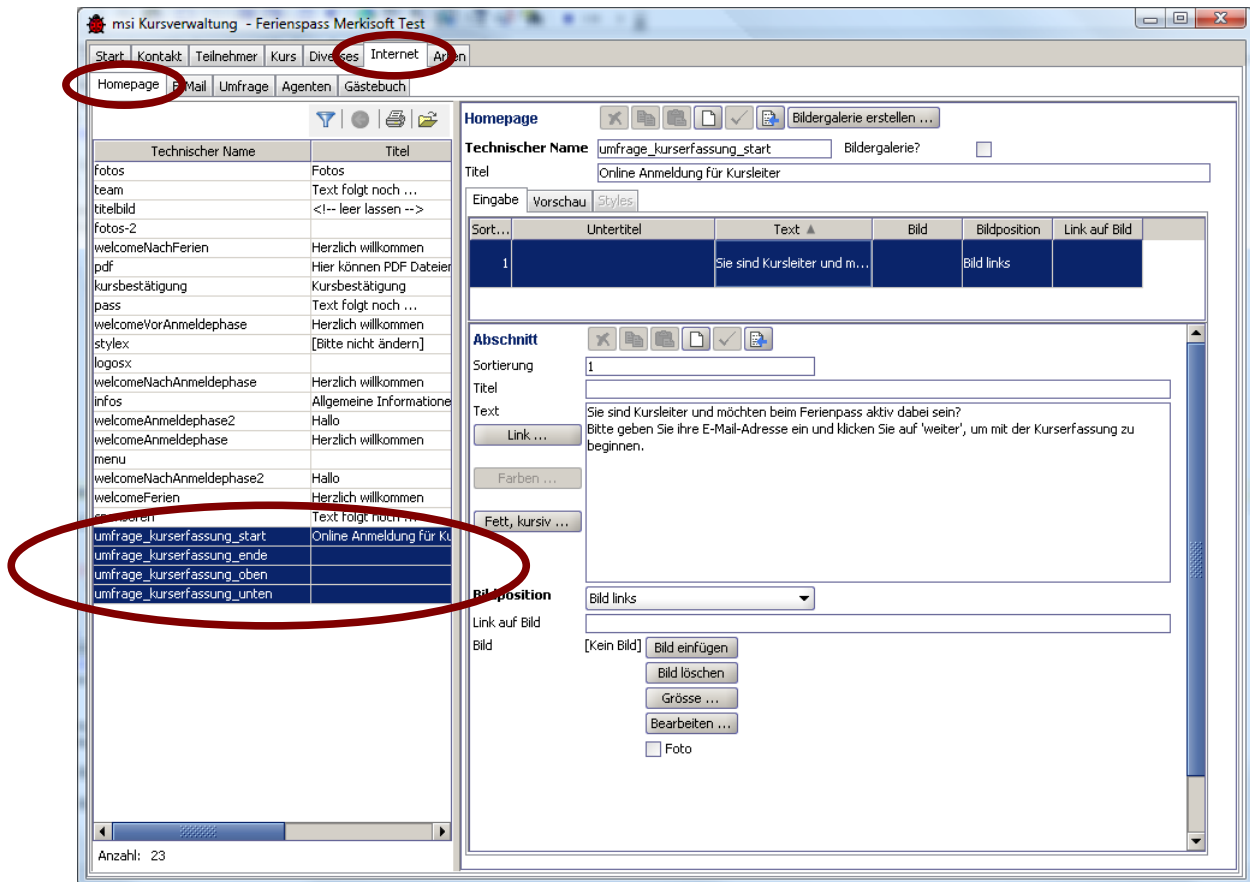 msi Kursverwaltung - Ferienspass Merkisoft Test
Start Kontakt Teilnehmer Kurs Diverses Internet
Homepage Mail Umfrage Agenten Gästebuch
Technischer Name Titel
fotos Fotos
team Text folgt noch ...
titelbild <!-- leer lassen -->
fotos-2
welcomeNachFerien Herzlich willkommen
pdf Hier können PDF Dateier
kursbestätigung Kursbestätigung
pass Text folgt noch ...
welcomeVorAnmeldephase Herzlich willkommen
stylex [Bitte nicht ändern]
logosx
welcomeNachAnmeldephase Herzlich willkommen
infos Allgemeine Informatione
welcomeAnmeldephase2 Hallo
welcomeAnmeldephase Herzlich willkommen
menu
welcomeNachAnmeldephase2 Hallo
welcomeFerien Herzlich willkommen
Text folgt noch ...
umfrage_kurserfassung_start Online Anmeldung für Ku
umfrage_kurserfassung_ende
umfrage_kurserfassung_oben
umfrage_kurserfassung_unten
Anzahl: 23
Homepage Bildergalerie erstellen ...
Technischer Name umfrage_kurserfassung_start Bildergalerie?
Titel Online Anmeldung für Kursleiter
Eingabe Vorschau Styles
Sort... Untertitel Text Bild Bildposition Link auf Bild
1 Sie sind Kursleiter und m... Bild links
Abschnitt
Sortierung 1
Titel
Text Sie sind Kursleiter und möchten beim Ferienpass aktiv dabei sein?
Bitte geben Sie ihre E-Mail-Adresse ein und klicken Sie auf 'weiter', um mit der Kurserfassung zu
beginnen.
Link ...
Farben ...
Fett, kursiv ...
Bildposition Bild links
Link auf Bild
Bild [Kein Bild] Bild einfügen
Bild löschen
Grösse ...
Bearbeiten ...
Foto